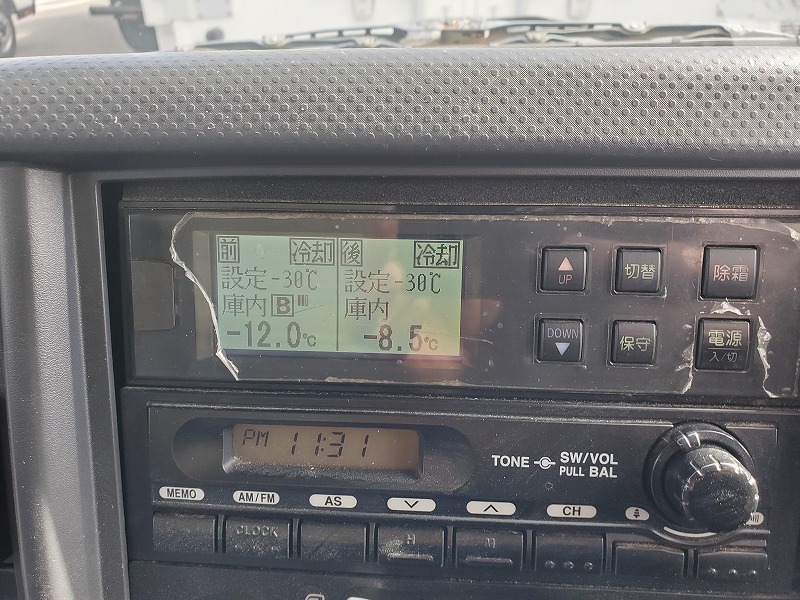 前 冷却 後 冷却
設定-30℃ 設定-30℃
庫内 B 庫内
-12.0℃ -8.5℃
▲ 切替 除霜
UP
DOWN 保守 電源
▼ 入/切
PM 11:31
TONE SW/VOL
PULL BAL
MEMO AM/FM AS CH
CLOCK